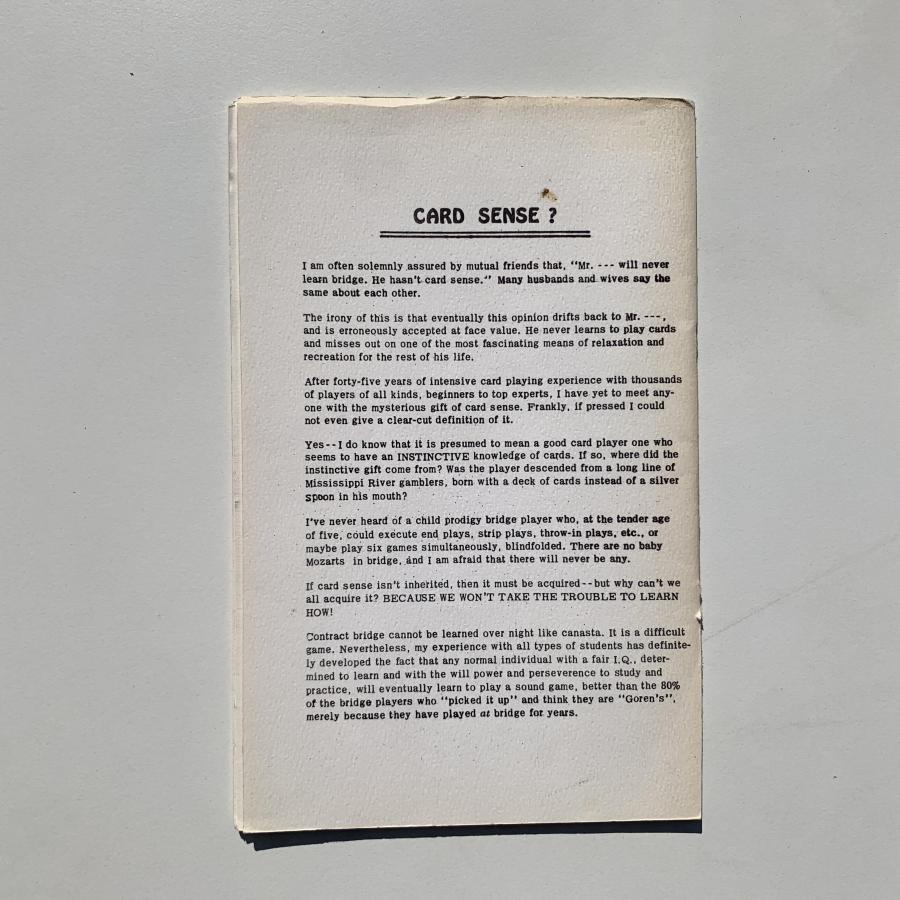 CARD SENSE ?
I am often solemnly assured by mutual friends that, "Mr. --- will never
learn bridge. He hasn't card sense." Many husbands and wives say the
same about each other.
The irony of this is that eventually this opinion drifts back to Mr. ---,
and is erroneously accepted at face value. He never learns to play cards
and misses out on one of the most fascinating means of relaxation and
recreation for the rest of his life.
After forty-five years of intensive card playing experience with thousands
of players of all kinds, beginners to top experts, I have yet to meet any-
one with the mysterious gift of card sense. Frankly, if pressed I could
not even give a clear-cut definition of it.
Yes--I do know that it is presumed to mean a good card player one who
seems to have an INSTINCTIVE knowledge of cards. If so, where did the
instinctive gift come from? Was the player descended from a long line of
Mississippi River gamblers, born with a deck of cards instead of a silver
spoon in his mouth?
I've never heard of a child prodigy bridge player who, at the tender age
of five, could execute end plays, strip plays, throw-in plays, etc., or
maybe play six games simultaneously, blindfolded. There are no baby
Mozarts in bridge, and I am afraid that there will never be any.
If card sense isn't inherited, then it must be acquired--but why can't we
all acquire it? BECAUSE WE WON'T TAKE THE TROUBLE TO LEARN
HOW!
Contract bridge cannot be learned over night like canasta. It is a difficult
game. Nevertheless, my experience with all types of students has definite-
ly developed the fact that any normal individual with a fair I.Q., deter-
mined to learn and with the will power and perseverence to study and
practice, will eventually learn to play a sound game, better than the 80%
of the bridge players who "picked it up" and think they are "Goren's",
merely because they have played at bridge for years.